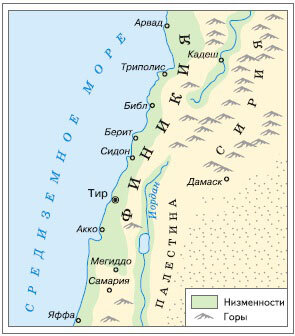 Арвад
Кадеш
Триполис
Библ
Берит
Сидон
Тир
Дамаск
Акко
Мегиддо
Самария
Яффа
СРЕДИЗЕМНОЕ МОРЕ
ФИНИКИЯ
СИРИЯ
ПАЛЕСТИНА
Иордан
Низменности
Горы